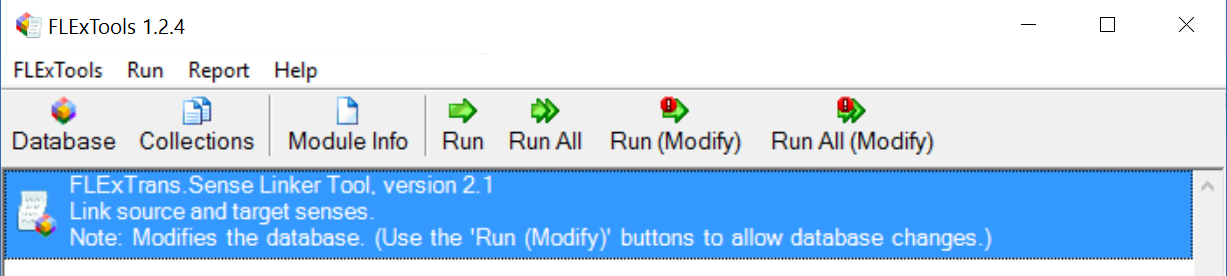 FLExTools 1.2.4
FLExTools Run Report Help
Database Collections Module Info Run Run All Run (Modify) Run All (Modify)
FLExTrans.Sense Linker Tool, version 2.1
Link source and target senses.
Note: Modifies the database. (Use the 'Run (Modify)' buttons to allow database changes.)